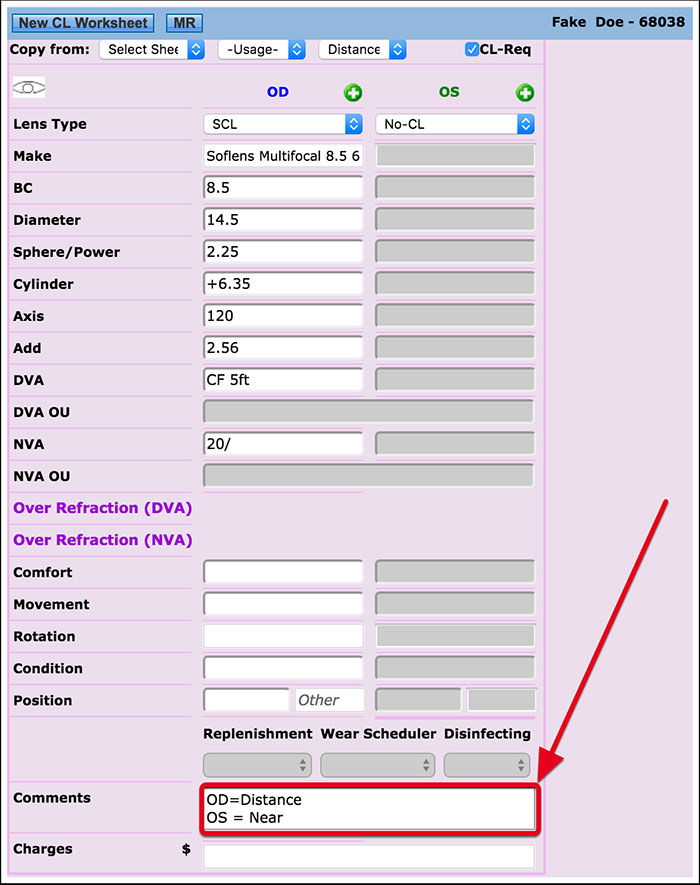 New CL Worksheet MR Fake Doe - 68038
Copy from: Select Shee -Usage- Distance CL-Req
OD OS
Lens Type SCL No-CL
Make Soflens Multifocal 8.5 6
BC 8.5
Diameter 14.5
Sphere/Power 2.25
Cylinder +6.35
Axis 120
Add 2.56
DVA CF 5ft
DVA OU
NVA 20/
NVA OU
Over Refraction (DVA)
Over Refraction (NVA)
Comfort
Movement
Rotation
Condition
Position Other
Replenishment Wear Scheduler Disinfecting
Comments OD=Distance
OS = Near
Charges $